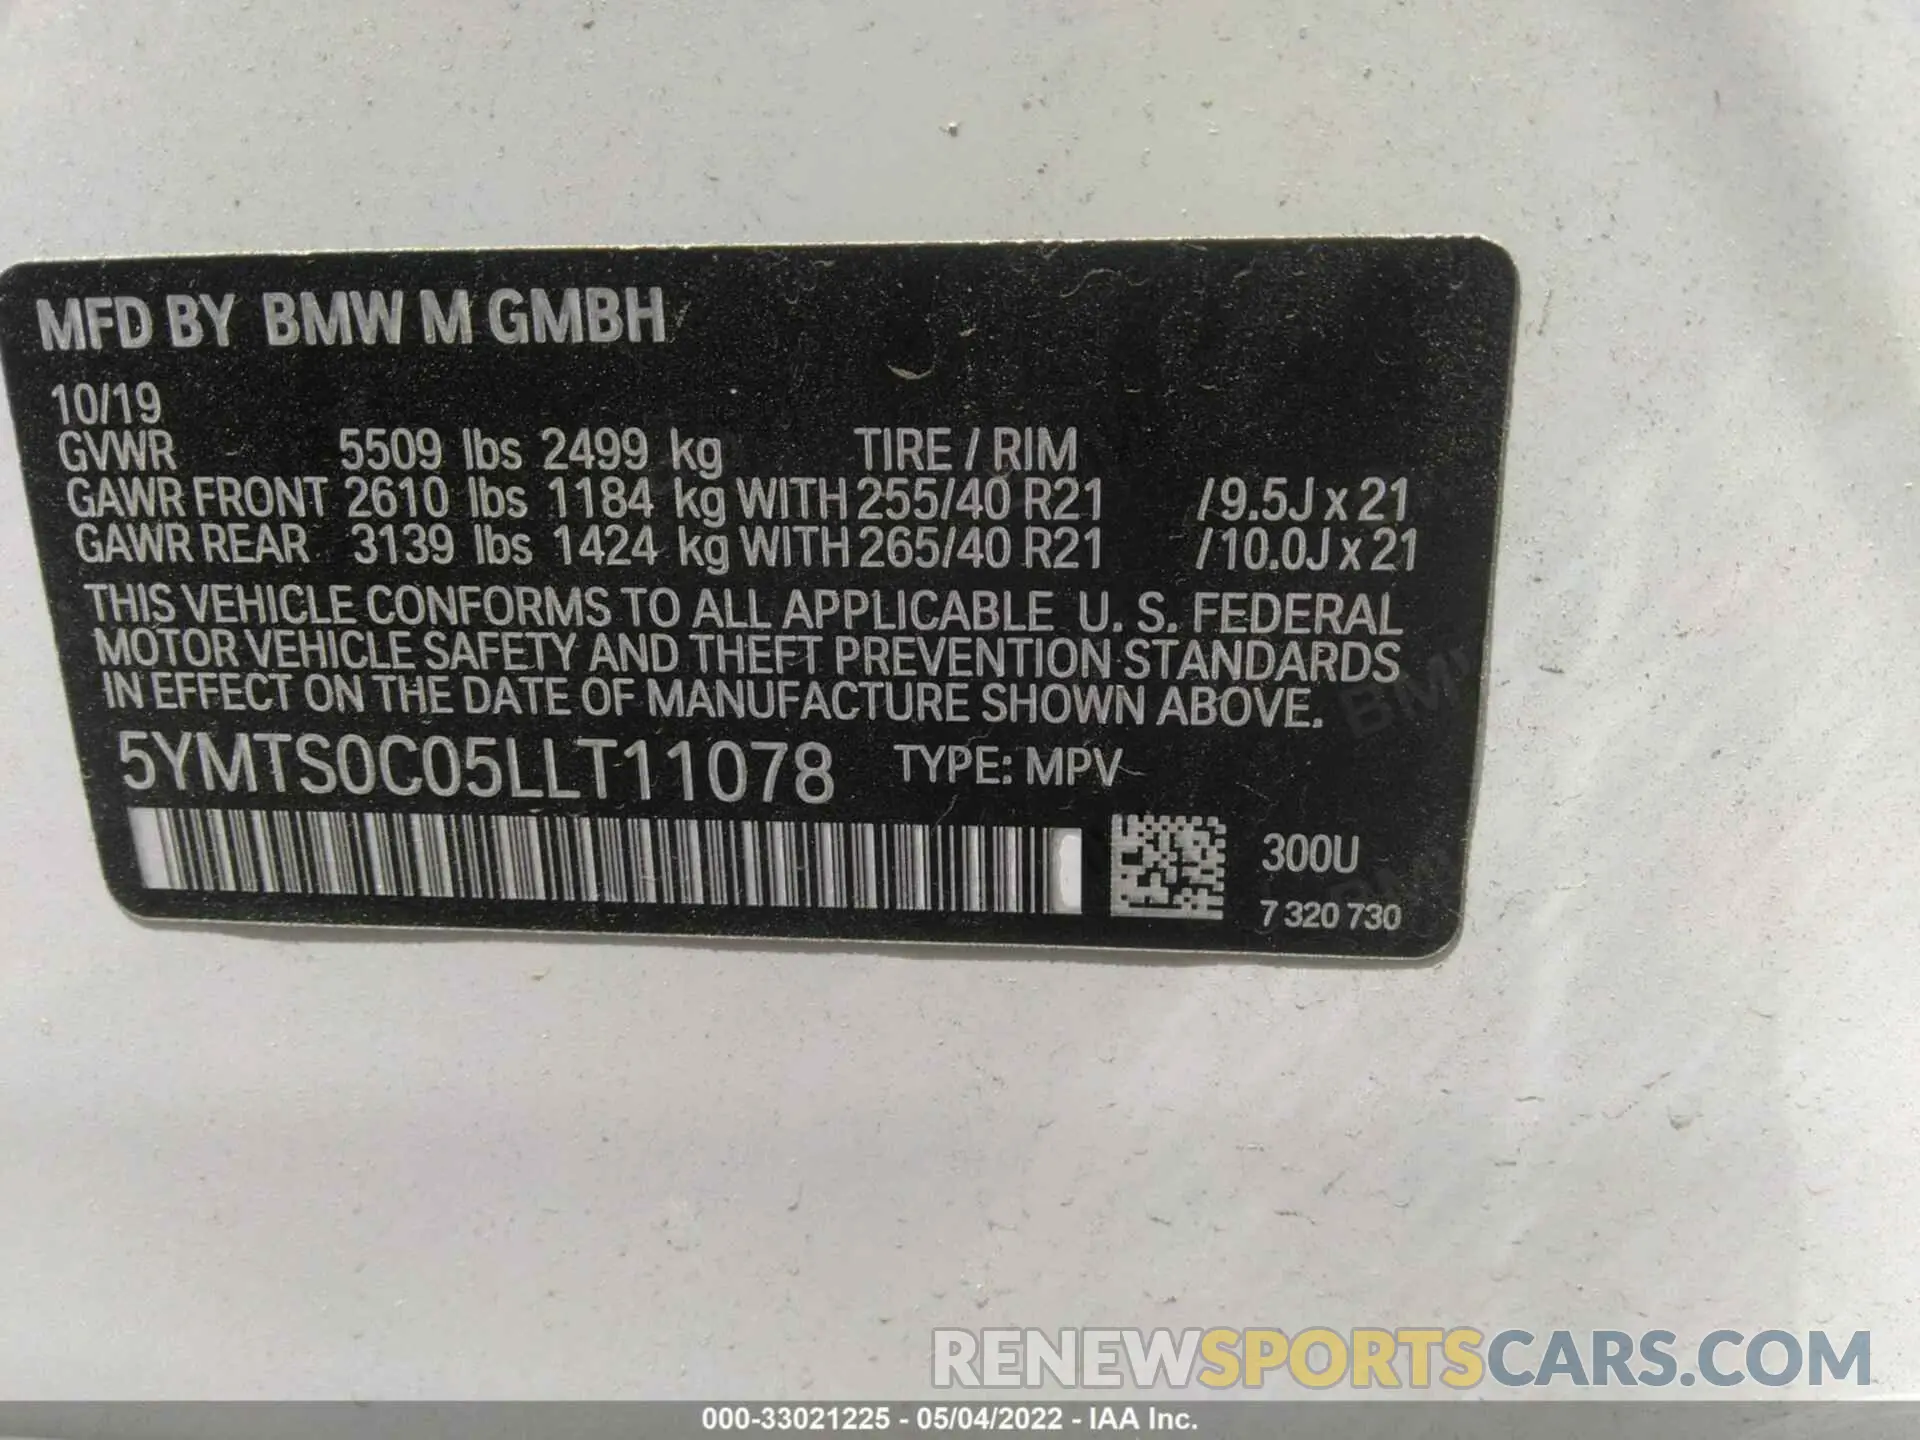 MFD BY BMW M GMBH
10/19
GVWR 5509 lbs 2499 kg TIRE / RIM
GAWR FRONT 2610 lbs 1184 kg WITH 255/40 R21 /9.5J x 21
GAWR REAR 3139 lbs 1424 kg WITH 265/40 R21 /10.0J x 21
THIS VEHICLE CONFORMS TO ALL APPLICABLE U. S. FEDERAL
MOTOR VEHICLE SAFETY AND THEFT PREVENTION STANDARDS
IN EFFECT ON THE DATE OF MANUFACTURE SHOWN ABOVE.
5YMTS0C05LLT11078 TYPE: MPV
300U
7 320 730
RENEWSPORTSCARS.COM
000-33021225 - 05/04/2022 - IAA Inc.